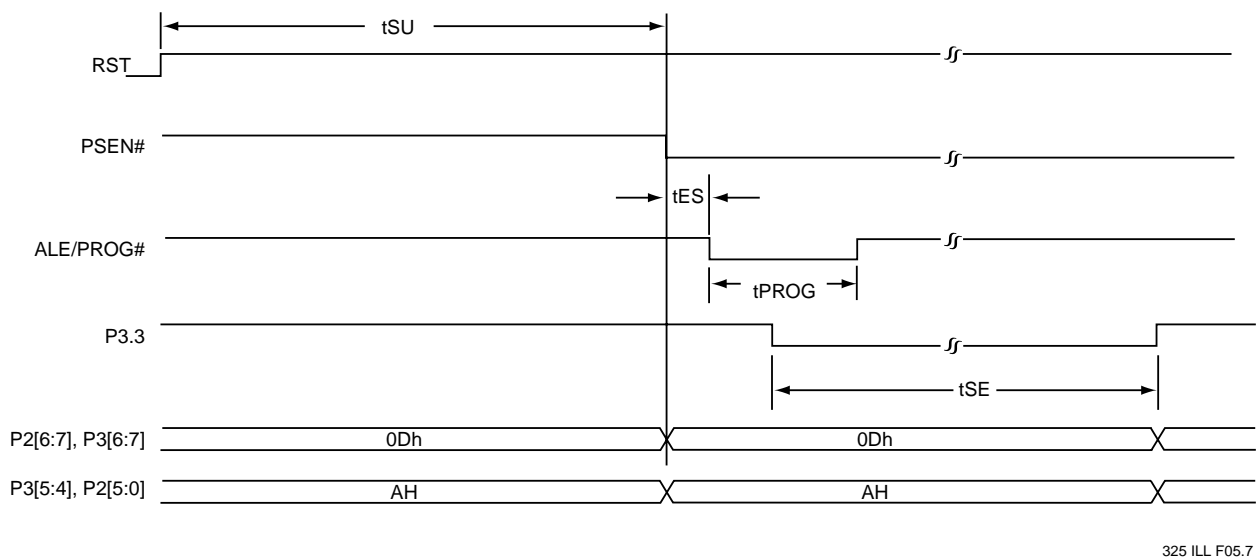 tSU
RST
PSEN#
tES
ALE/PROG#
tPROG
P3.3
tSE
P2[6:7], P3[6:7] 0Dh 0Dh
P3[5:4], P2[5:0] AH AH
325 ILL F05.7